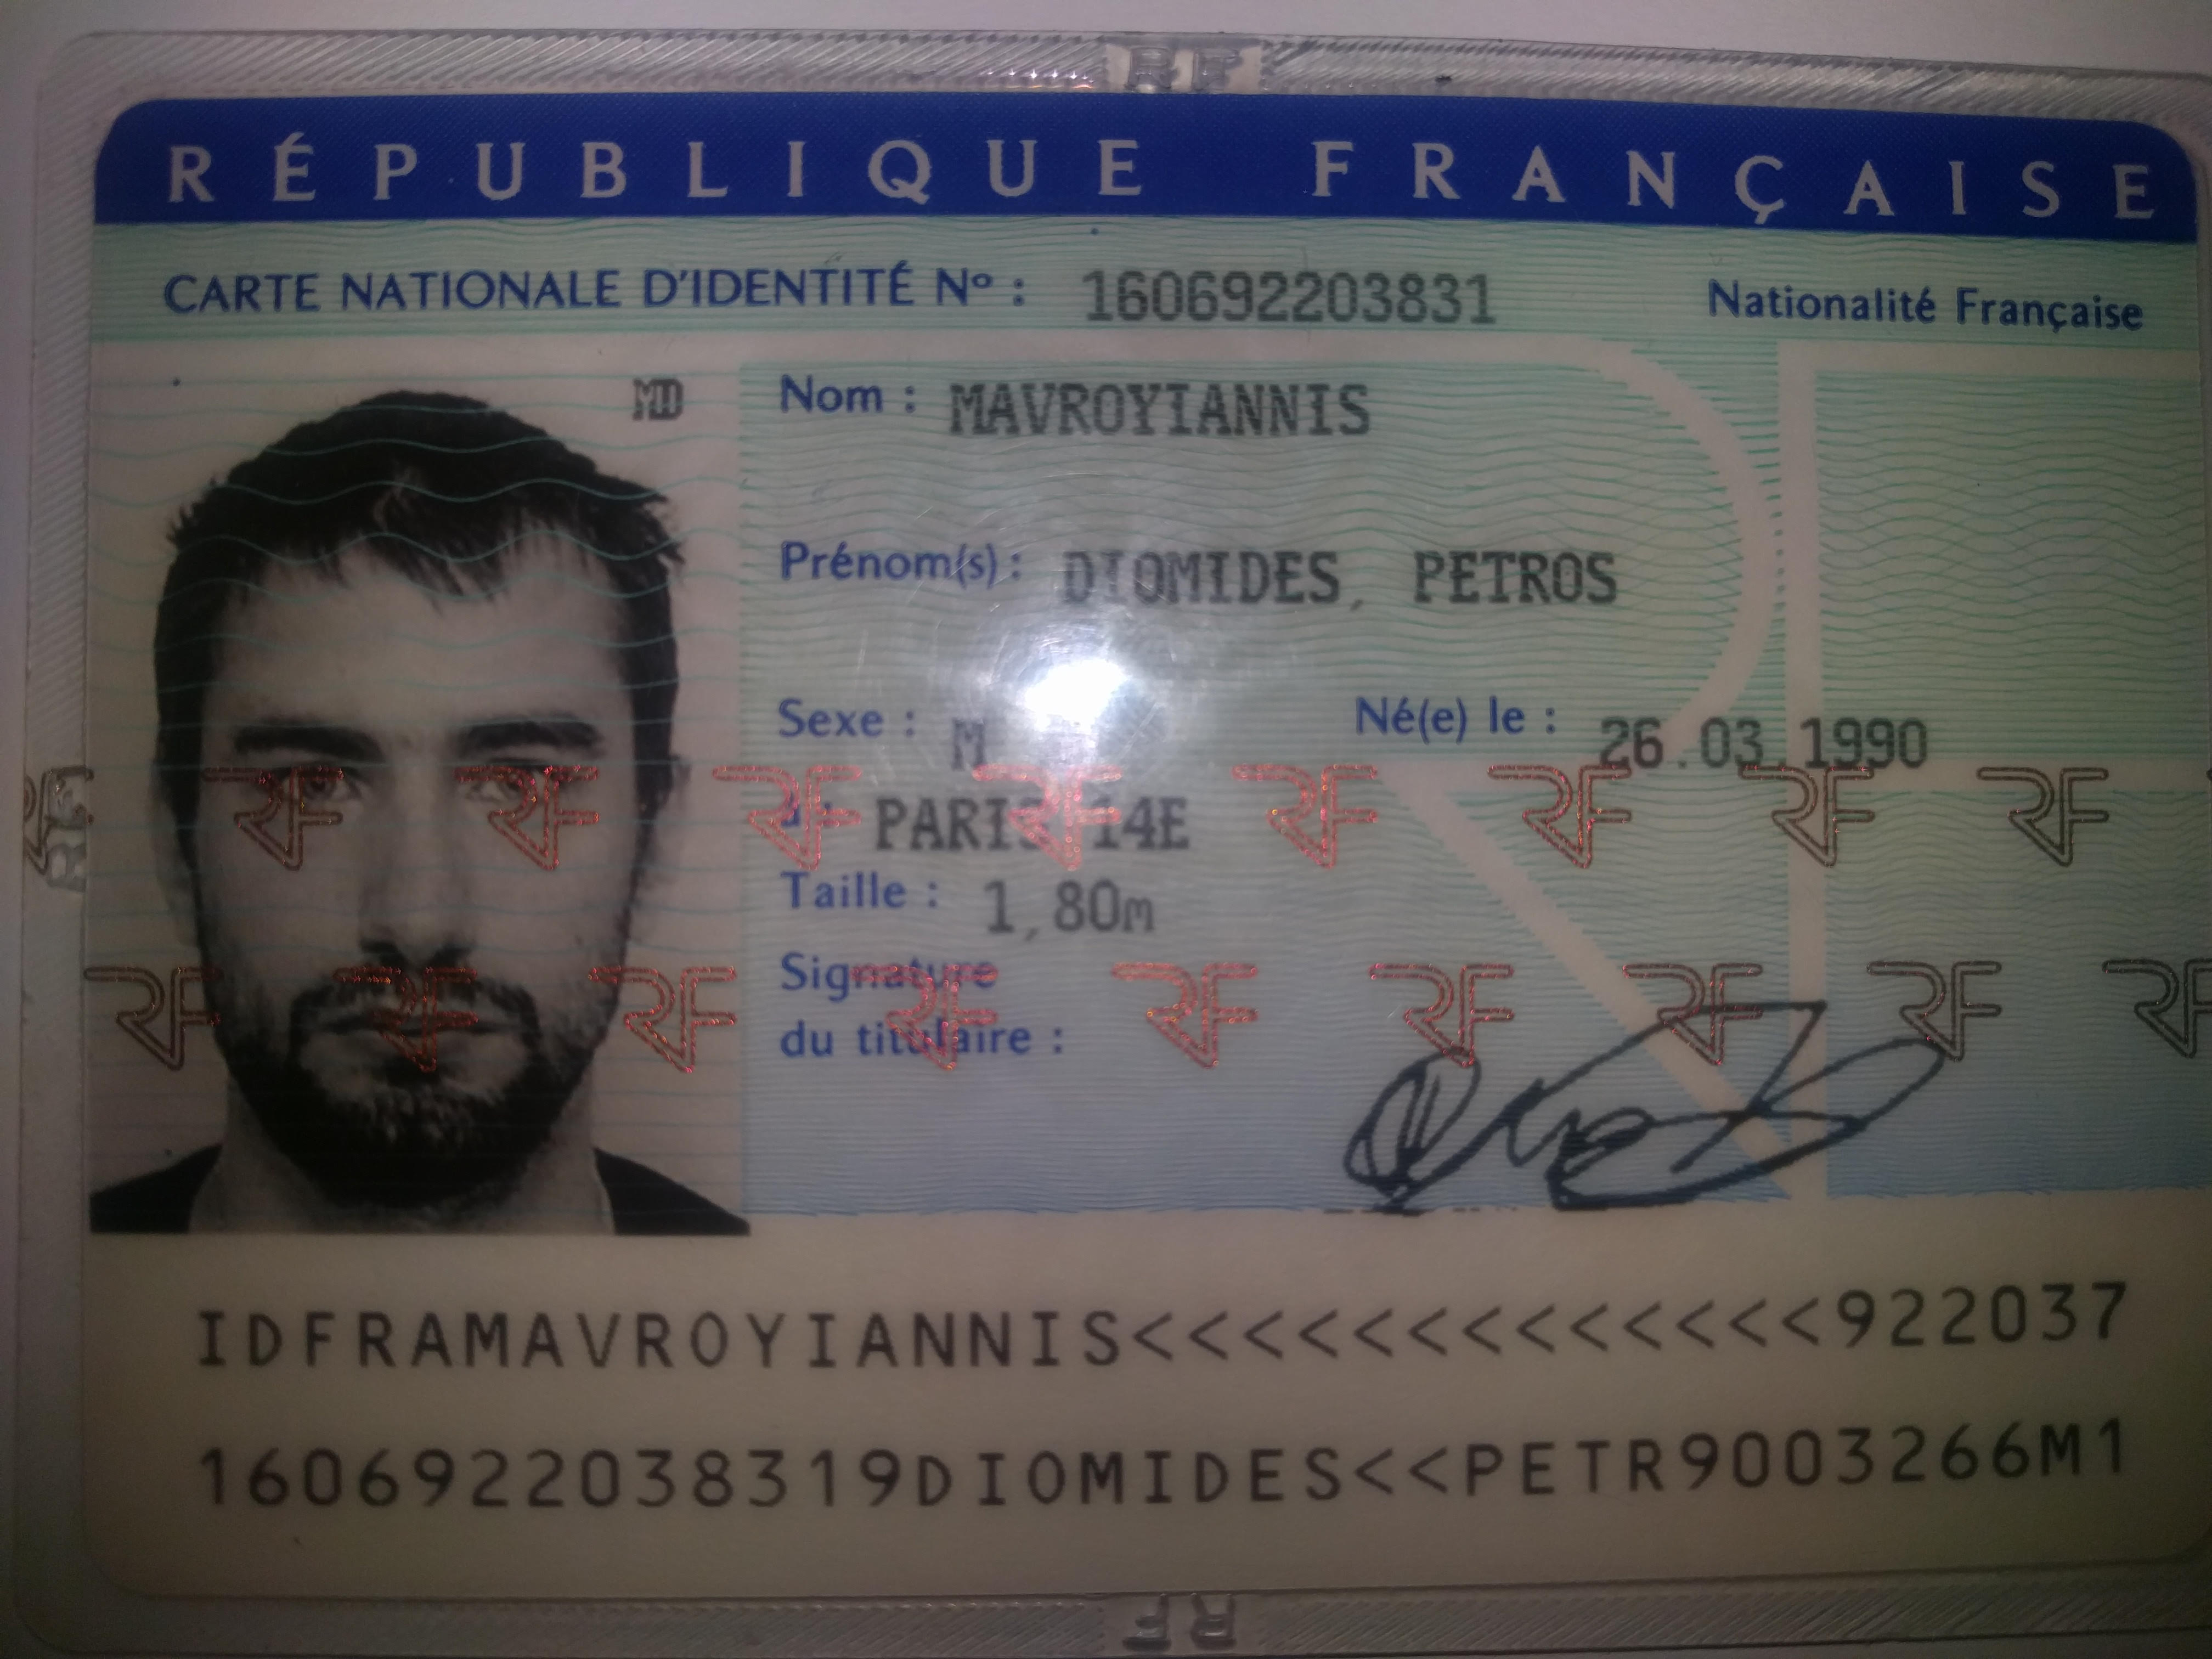 RF
RÉPUBLIQUE FRANÇAISE
CARTE NATIONALE D'IDENTITÉ Nº : 160692203831 Nationalité Française
MD
Nom : MAVROYIANNIS
Prénom(s) : DIOMIDES, PETROS
Sexe : M Né(e) le : 26.03.1990
à : PARIS 14E
RF RF RF RF RF RF RF RF RF
Taille : 1,80m
Signature
du titulaire :
RF RF RF RF RF RF RF RF RF
IDFRAMAVROYIANNIS<<<<<<<<<<<<<<922037
1606922038319DIOMIDES<<PETR9003266M1
RF